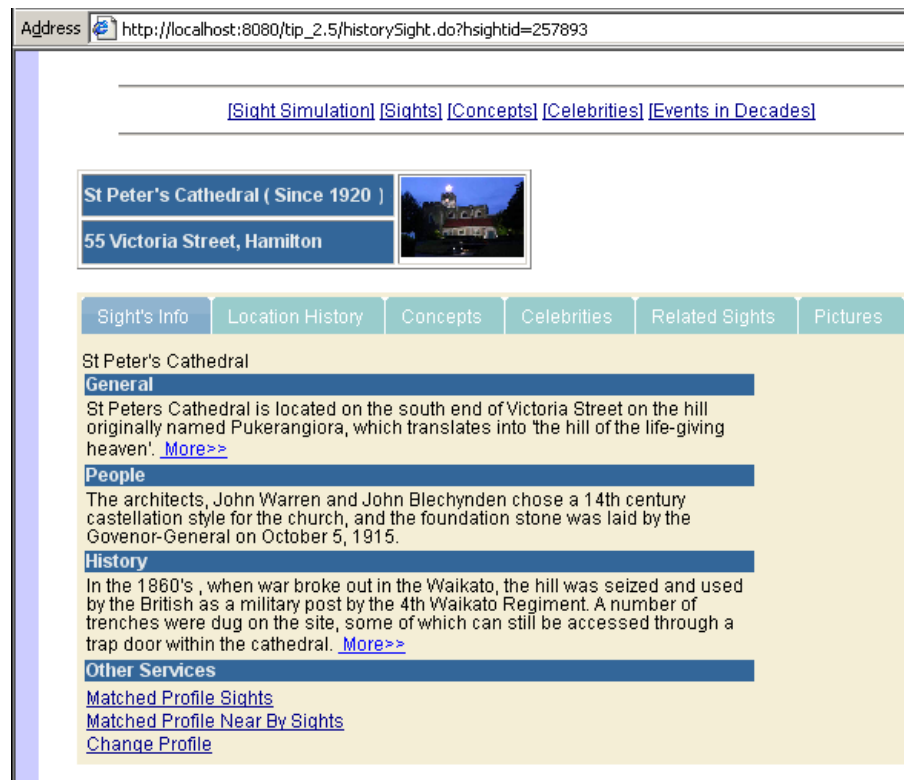 Address http://localhost:8080/tip_2.5/historySight.do?hsightid=257893
[Sight Simulation] [Sights] [Concepts] [Celebrities] [Events in Decades]
St Peter's Cathedral ( Since 1920 )
55 Victoria Street, Hamilton
Sight's Info Location History Concepts Celebrities Related Sights Pictures
St Peter's Cathedral
General
St Peters Cathedral is located on the south end of Victoria Street on the hill
originally named Pukerangiora, which translates into 'the hill of the life-giving
heaven'. More>>
People
The architects, John Warren and John Blechynden chose a 14th century
castellation style for the church, and the foundation stone was laid by the
Govenor-General on October 5, 1915.
History
In the 1860's , when war broke out in the Waikato, the hill was seized and used
by the British as a military post by the 4th Waikato Regiment. A number of
trenches were dug on the site, some of which can still be accessed through a
trap door within the cathedral. More>>
Other Services
Matched Profile Sights
Matched Profile Near By Sights
Change Profile